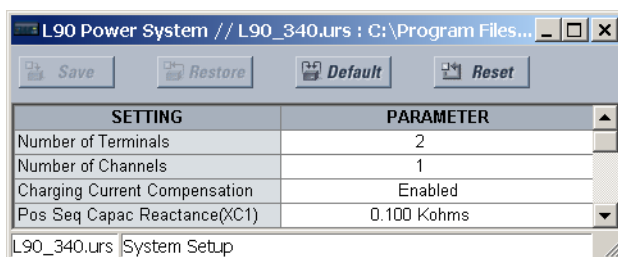 L90 Power System // L90_340.urs : C:\Program Files...
Save Restore Default Reset
SETTING PARAMETER
Number of Terminals 2
Number of Channels 1
Charging Current Compensation Enabled
Pos Seq Capac Reactance(XC1) 0.100 Kohms
L90_340.urs System Setup